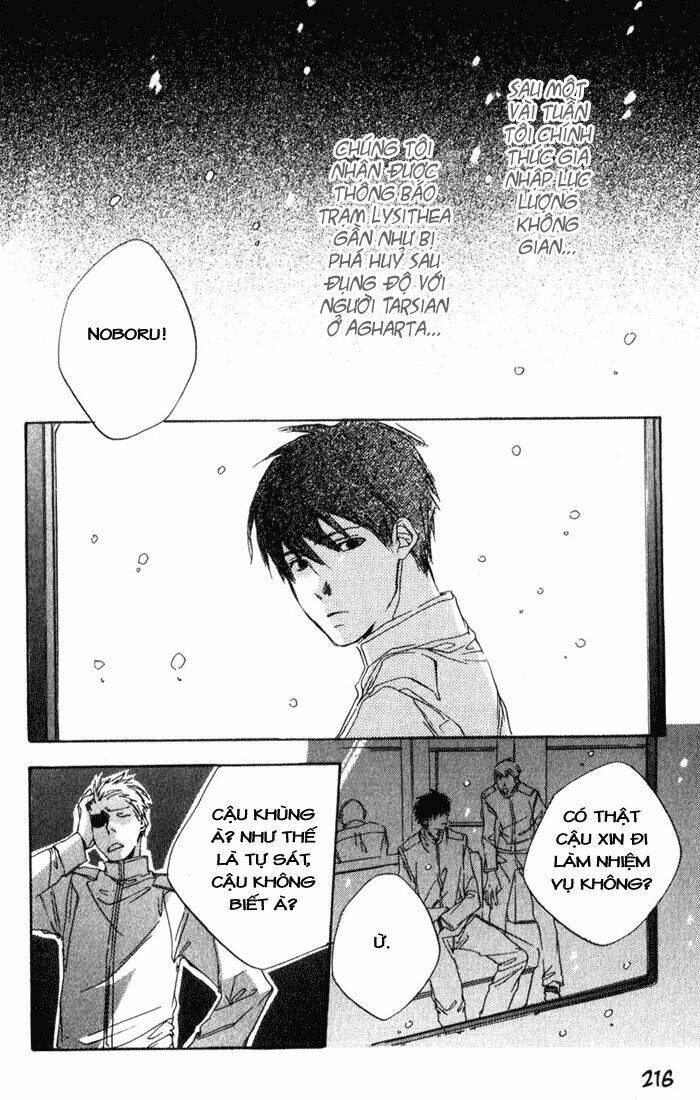 SAU MỘT
VÀI TUẦN
TÔI CHÍNH
THỨC GIA
NHẬP LỰC
LƯỢNG
KHÔNG
GIAN...
CHÚNG TÔI
NHẬN ĐƯỢC
THÔNG BÁO
TRẠM LYSITHEA
GẦN NHƯ BỊ
PHÁ HUỶ SAU
ĐỤNG ĐỘ VỚI
NGƯỜI TARSIAN
Ở AGHARTA...
NOBORU!
CÓ THẬT
CẬU XIN ĐI
LÀM NHIỆM
VỤ KHÔNG?
Ừ.
CẬU KHÙNG
À? NHƯ THẾ
LÀ TỰ SÁT,
CẬU KHÔNG
BIẾT À?
216